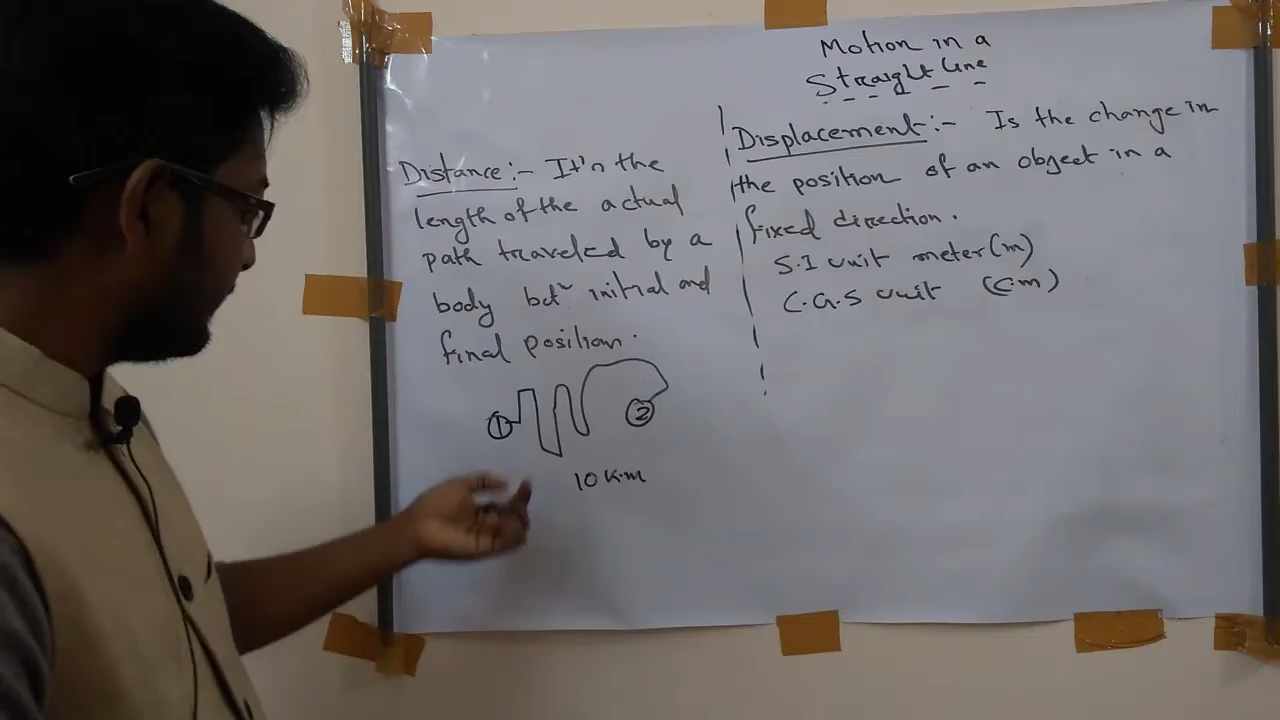 Motion in a
Straight Line
Distance:- It's the
length of the actual
path traveled by a
body betⁿ initial and
final position.
① ②
10 K.m
Displacement:- Is the change in
the position of an object in a
fixed direction.
S.I unit meter(m)
C.G.S unit (C.m)